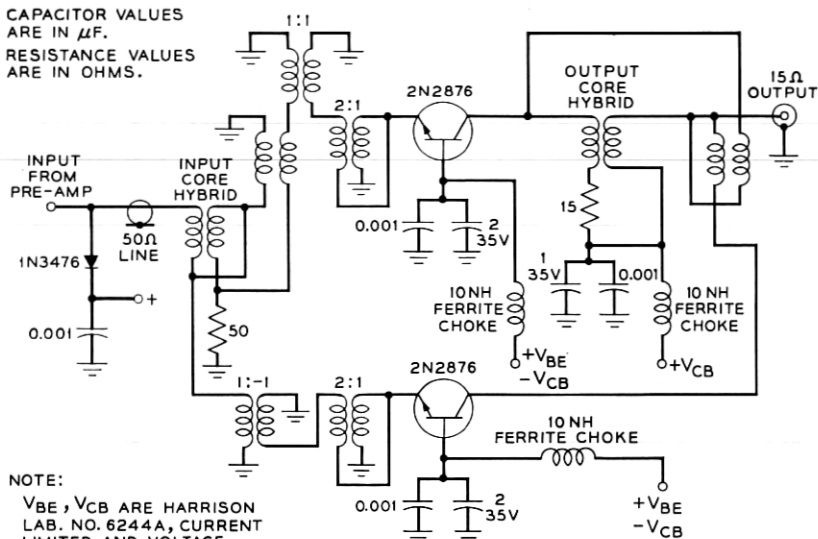 CAPACITOR VALUES
ARE IN μF.
RESISTANCE VALUES
ARE IN OHMS.
1:1
2:1
2N2876
OUTPUT
CORE
HYBRID
15Ω
OUTPUT
INPUT
FROM
PRE-AMP
INPUT
CORE
HYBRID
50Ω
LINE
1N3476
+
0.001
50
0.001
2
35V
15
1
35V
0.001
10 NH
FERRITE
CHOKE
10 NH
FERRITE
CHOKE
+VBE
-VCB
+VCB
1:-1
2:1
2N2876
10 NH
FERRITE CHOKE
0.001
2
35V
+VBE
-VCB
NOTE:
VBE, VCB ARE HARRISON
LAB. NO. 6244A, CURRENT
LIMITED AND VOLTAGE